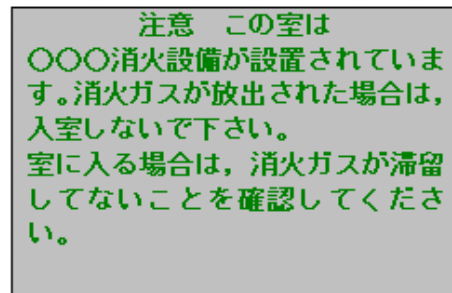 注意　この室は
〇〇〇消火設備が設置されていま
す。消火ガスが放出された場合は，
入室しないで下さい。
室に入る場合は，消火ガスが滞留
してないことを確認してくださ
い。